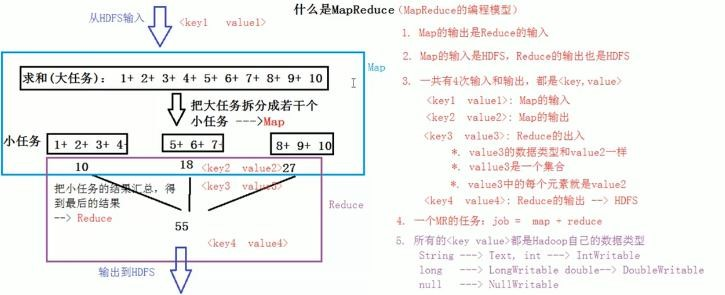 什么是MapReduce（MapReduce的编程模型）
从HDFS输入
<key1 value1>
Map
求和(大任务): 1+ 2+ 3+ 4+ 5+ 6+ 7+ 8+ 9+ 10
把大任务拆分成若干个
小任务 --->Map
小任务
1+ 2+ 3+ 4
5+ 6+ 7
8+ 9+ 10
10
18
27
<key2 value2>
<key3 value3>
把小任务的结果汇总，得
到最后的结果
--> Reduce
Reduce
55
<key4 value4>
输出到HDFS
1. Map的输出是Reduce的输入
2. Map的输入是HDFS，Reduce的输出也是HDFS
3. 一共有4次输入和输出，都是<key,value>
<key1 value1>: Map的输入
<key2 value2>: Map的输出
<key3 value3>: Reduce的出入
*. value3的数据类型和value2一样
*. vallue3是一个集合
*. value3中的每个元素就是value2
<key4 value4>: Reduce的输出 --> HDFS
4. 一个MR的任务: job = map + reduce
5. 所有的<key value>都是Hadoop自己的数据类型
String ---> Text, int ---> IntWritable
long ---> LongWritable double--> DoubleWritable
null ---> NullWritable